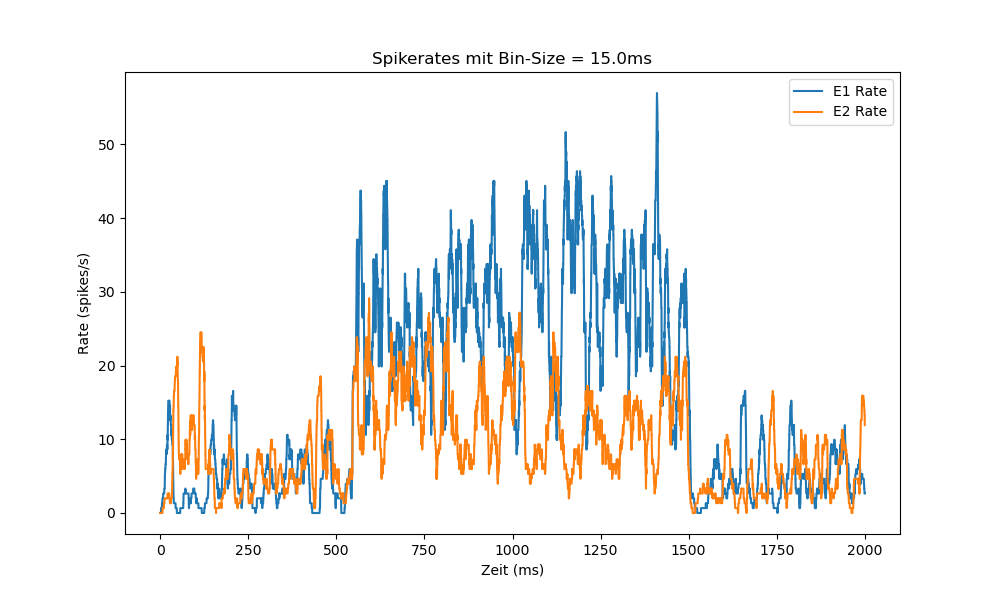 Spikerates mit Bin-Size = 15.0ms
E1 Rate
E2 Rate
Rate (spikes/s)
50
40
30
20
10
0
0 250 500 750 1000 1250 1500 1750 2000
Zeit (ms)